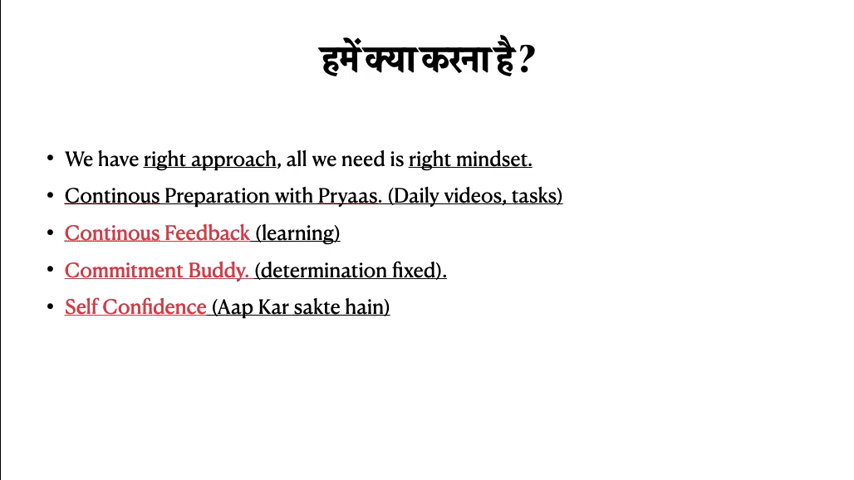 हमें क्या करना है?
• We have right approach, all we need is right mindset.
• Continous Preparation with Pryaas. (Daily videos, tasks)
• Continous Feedback (learning)
• Commitment Buddy. (determination fixed).
• Self Confidence (Aap Kar sakte hain)